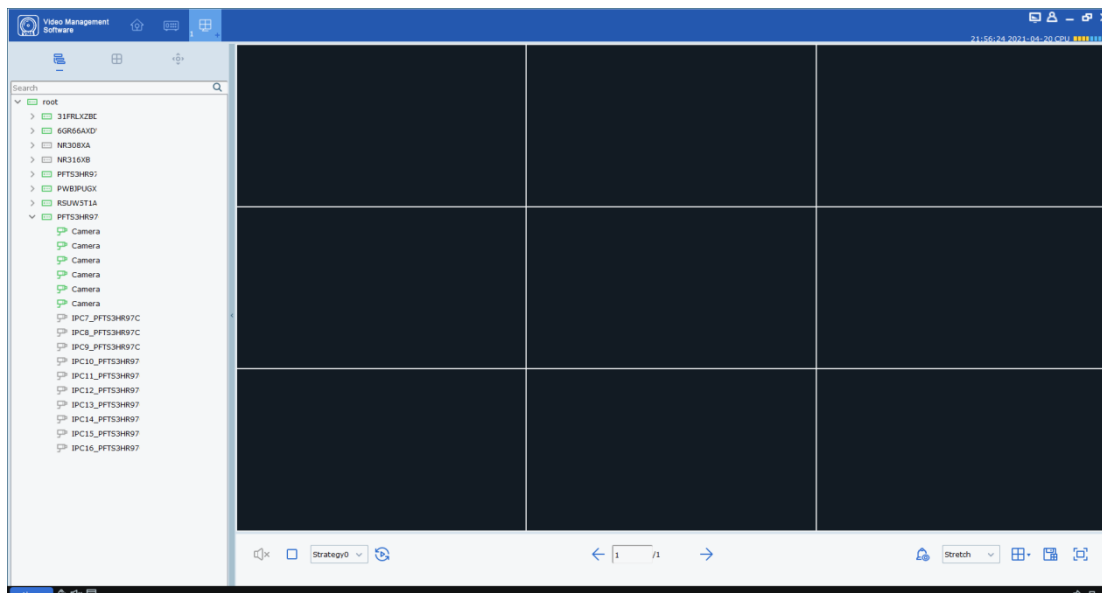 Video Management
Software
1
21:56:24 2021-04-20 CPU
Search
root
31FRLXZBD
6GR66AXD
NR308XA
NR316XB
PFTS3HR97
PWBJPUGX
RSUW5T1A
PFTS3HR97
Camera
Camera
Camera
Camera
Camera
Camera
IPC7_PFTS3HR97C
IPC8_PFTS3HR97C
IPC9_PFTS3HR97C
IPC10_PFTS3HR97
IPC11_PFTS3HR97
IPC12_PFTS3HR97
IPC13_PFTS3HR97
IPC14_PFTS3HR97
IPC15_PFTS3HR97
IPC16_PFTS3HR97
Strategy0
1 /1
Stretch